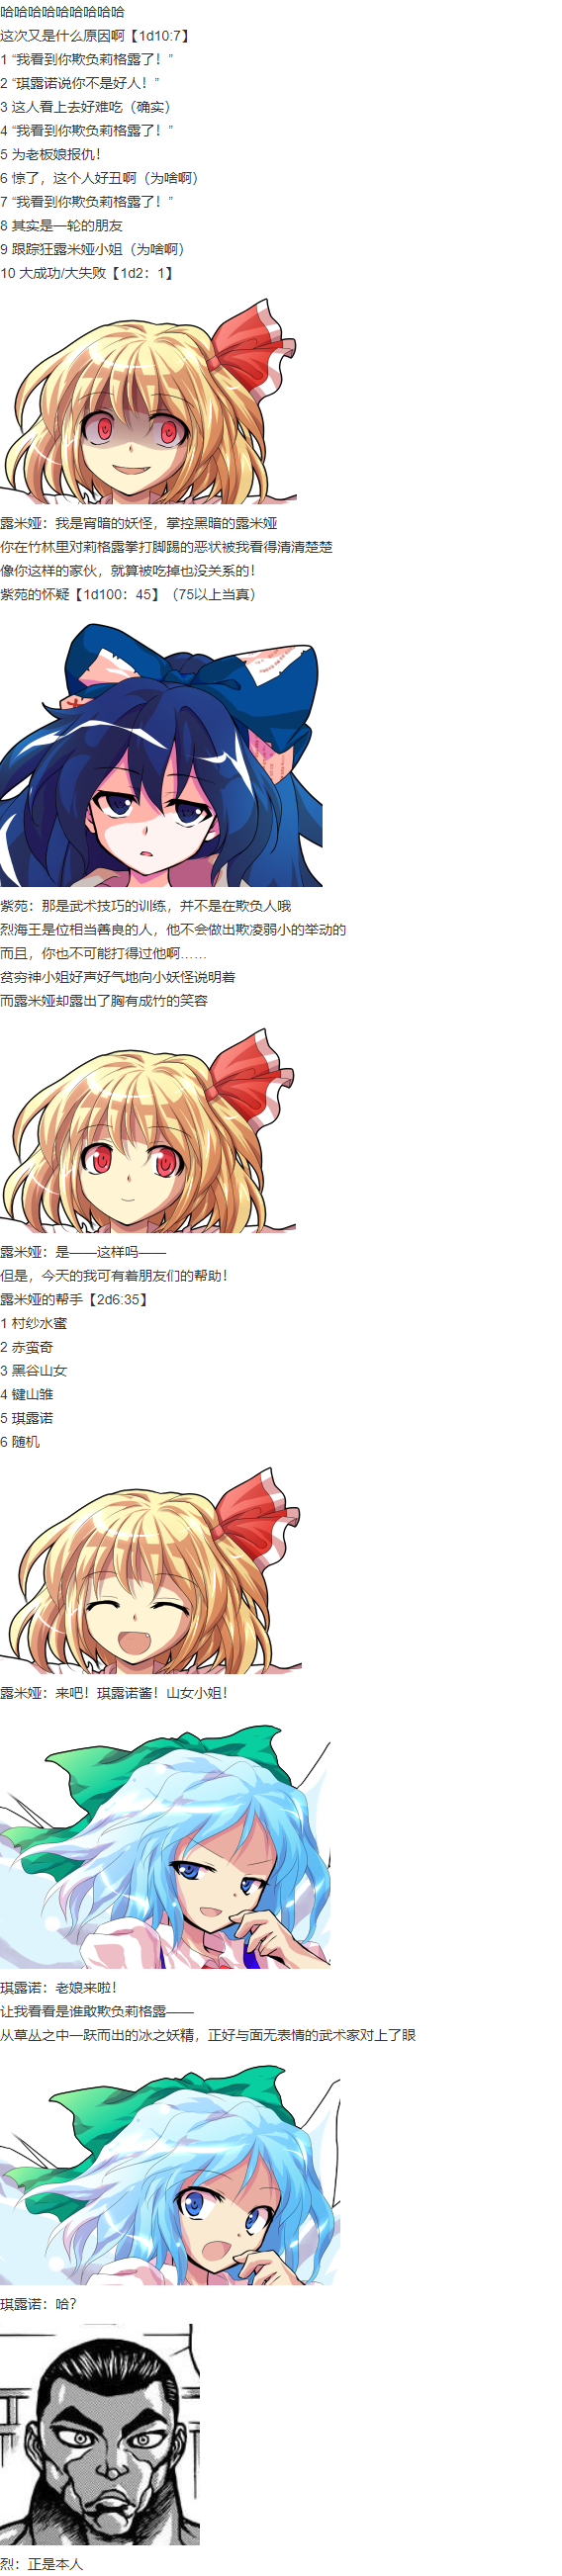 哈哈哈哈哈哈哈哈哈
这次又是什么原因啊【1d10:7】
1 “我看到你欺负莉格露了！”
2 “琪露诺说你不是好人！”
3 这人看上去好难吃（确实）
4 “我看到你欺负莉格露了！”
5 为老板娘报仇！
6 惊了，这个人好丑啊（为啥啊）
7 “我看到你欺负莉格露了！”
8 其实是一轮的朋友
9 跟踪狂露米娅小姐（为啥啊）
10 大成功/大失败【1d2：1】
露米娅：我是宵暗的妖怪，掌控黑暗的露米娅
你在竹林里对莉格露拳打脚踢的恶状被我看得清清楚楚
像你这样的家伙，就算被吃掉也没关系的！
紫苑的怀疑【1d100：45】（75以上当真）
紫苑：那是武术技巧的训练，并不是在欺负人哦
烈海王是位相当善良的人，他不会做出欺凌弱小的举动的
而且，你也不可能打得过他啊……
贫穷神小姐好声好气地向小妖怪说明着
而露米娅却露出了胸有成竹的笑容
露米娅：是——这样吗——
但是，今天的我可有着朋友们的帮助！
露米娅的帮手【2d6:35】
1 村纱水蜜
2 赤蛮奇
3 黑谷山女
4 键山雏
5 琪露诺
6 随机
露米娅：来吧！琪露诺酱！山女小姐！
琪露诺：老娘来啦！
让我看看是谁敢欺负莉格露——
从草丛之中一跃而出的冰之妖精，正好与面无表情的武术家对上了眼
琪露诺：哈？
烈：正是本人